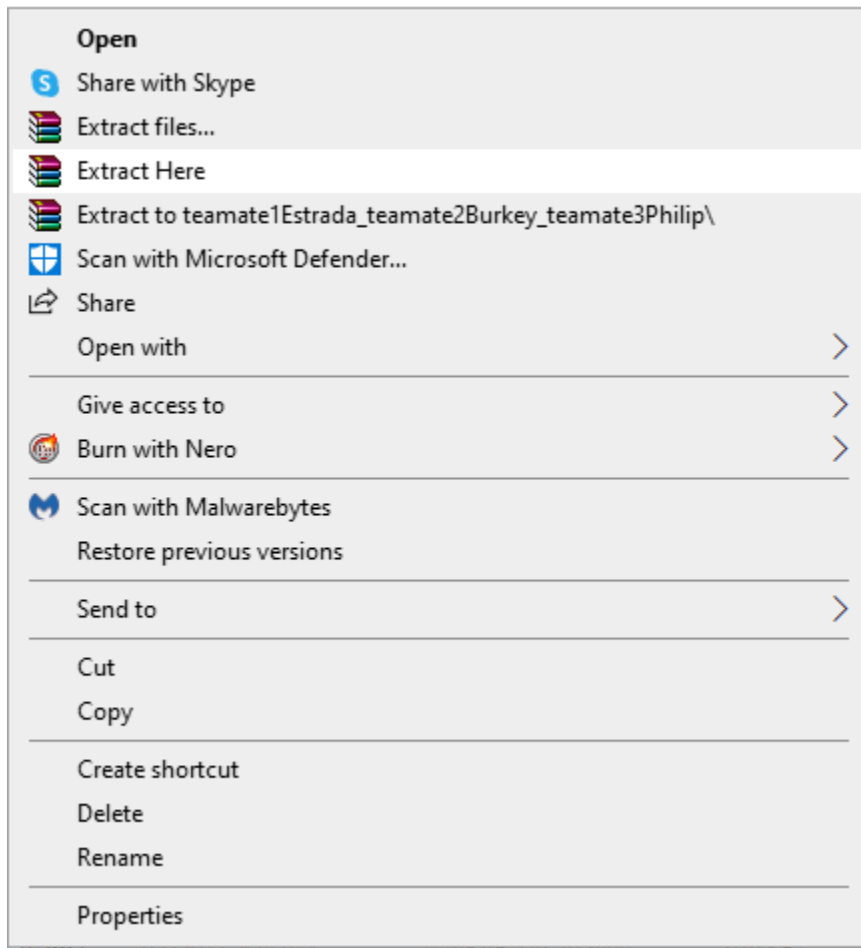 Open
Share with Skype
Extract files...
Extract Here
Extract to teamate1Estrada_teamate2Burkey_teamate3Philip\
Scan with Microsoft Defender...
Share
Open with
Give access to
Burn with Nero
Scan with Malwarebytes
Restore previous versions
Send to
Cut
Copy
Create shortcut
Delete
Rename
Properties